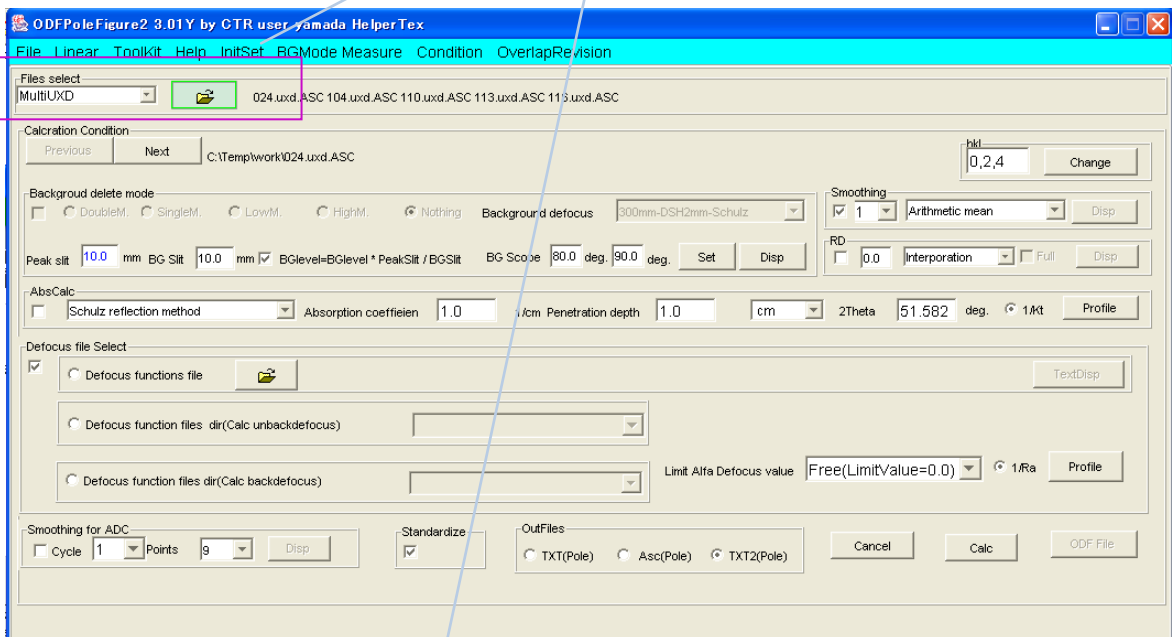 ODFPoleFigure2 3.01Y by CTR user yamada HelperTex
File Linear ToolKit Help InitSet BGMode Measure Condition OverlapRevision
Files select
MultiUXD 024.uxd.ASC 104.uxd.ASC 110.uxd.ASC 113.uxd.ASC 116.uxd.ASC
Calcration Condition
Previous Next C:\Temp\work\024.uxd.ASC
hkl
0,2,4 Change
Backgroud delete mode
DoubleM. SingleM. LowM. HighM. Nothing Background defocus 300mm-DSH2mm-Schulz
Smoothing
1 Arithmetic mean Disp
Peak slit 10.0 mm BG Slit 10.0 mm BGlevel=BGlevel * PeakSlit / BGSlit BG Scope 80.0 deg. 90.0 deg. Set Disp
RD
0.0 Interporation Full Disp
AbsCalc
Schulz reflection method Absorption coeffieien 1.0 1/cm Penetration depth 1.0 cm 2Theta 51.582 deg. 1/Kt Profile
Defocus file Select
Defocus functions file TextDisp
Defocus function files dir(Calc unbackdefocus)
Limit Alfa Defocus value Free(LimitValue=0.0) 1/Ra Profile
Defocus function files dir(Calc backdefocus)
Smoothing for ADC
Cycle 1 Points 9 Disp
Standardize
OutFiles
TXT(Pole) Asc(Pole) TXT2(Pole)
Cancel Calc ODF File